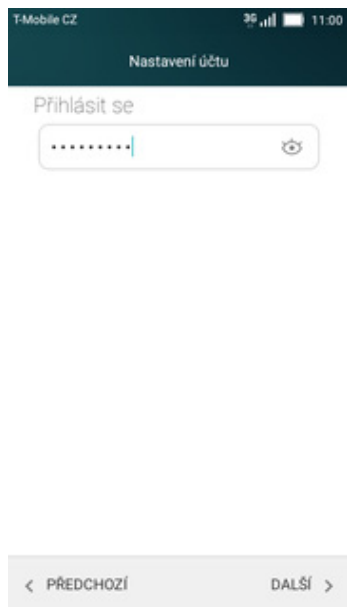 T-Mobile CZ 3G 11:00
Nastavení účtu
Přihlásit se
•••••••••
PŘEDCHOZÍ DALŠÍ